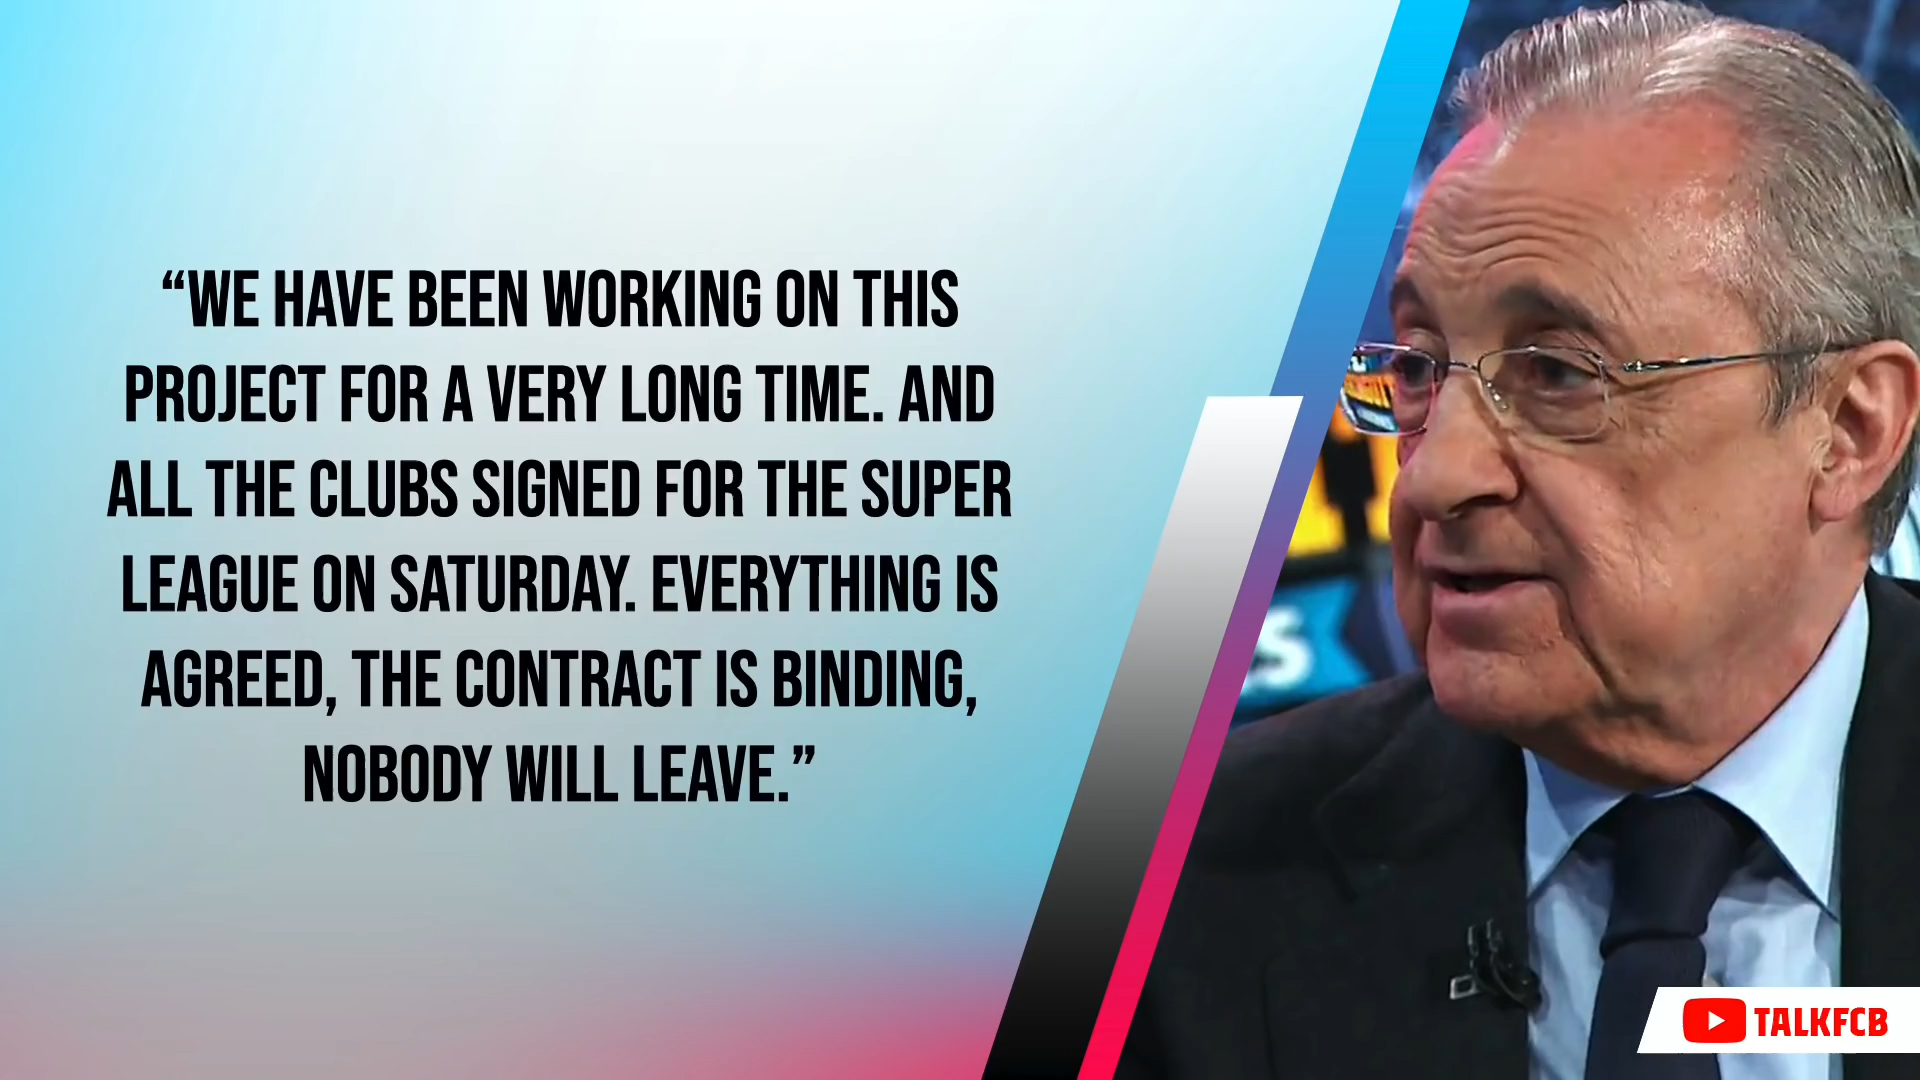 “WE HAVE BEEN WORKING ON THIS
PROJECT FOR A VERY LONG TIME. AND
ALL THE CLUBS SIGNED FOR THE SUPER
LEAGUE ON SATURDAY. EVERYTHING IS
AGREED, THE CONTRACT IS BINDING,
NOBODY WILL LEAVE.”
TALKFCB